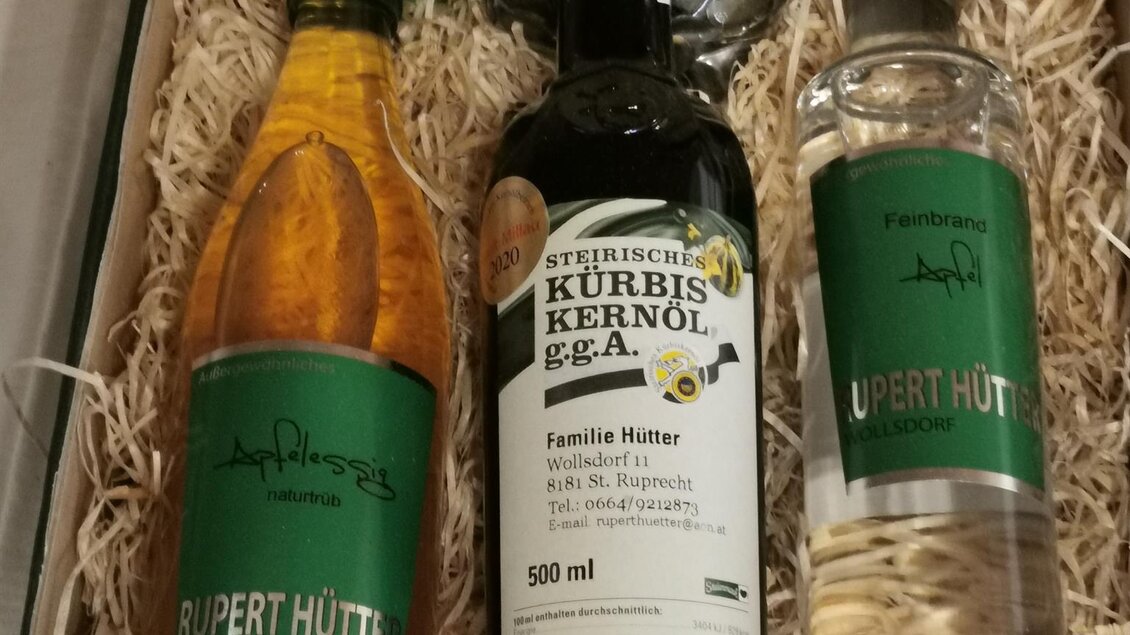 Außergewöhnliches
Apfelessig
naturtrüb
RUPERT HÜTTER
2020
STEIRISCHES
KÜRBIS
KERNÖL
g.g.A.
Familie Hütter
Wollsdorf 11
8181 St. Ruprecht
Tel.: 0664/9212873
E-mail: ruperthuetter@aon.at
500 ml
100 ml enthalten durchschnittlich:
gewöhnliches
Feinbrand
Apfel
RUPERT HÜTTER
WOLLSDORF